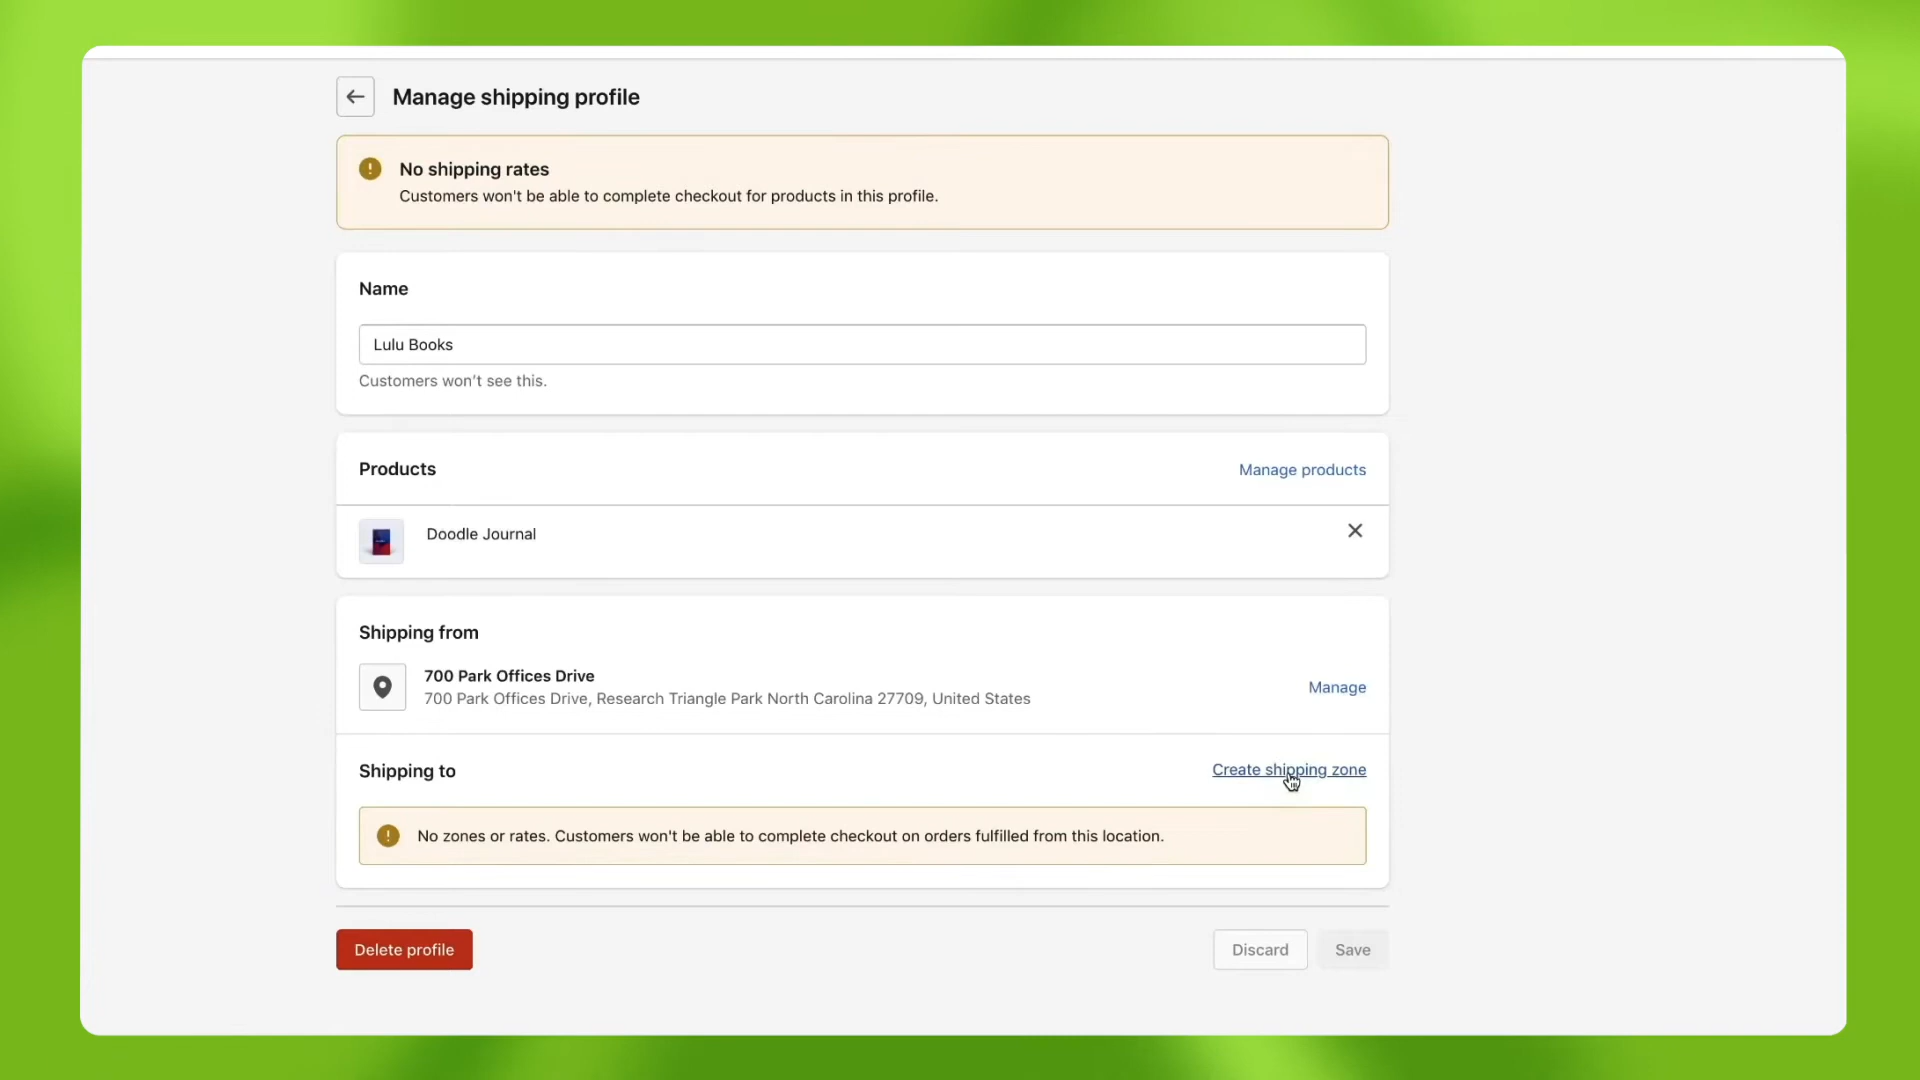 Manage shipping profile
No shipping rates
Customers won't be able to complete checkout for products in this profile.
Name
Lulu Books
Customers won't see this.
Products
Manage products
Doodle Journal
Shipping from
700 Park Offices Drive
700 Park Offices Drive, Research Triangle Park North Carolina 27709, United States
Manage
Shipping to
Create shipping zone
No zones or rates. Customers won't be able to complete checkout on orders fulfilled from this location.
Delete profile
Discard
Save